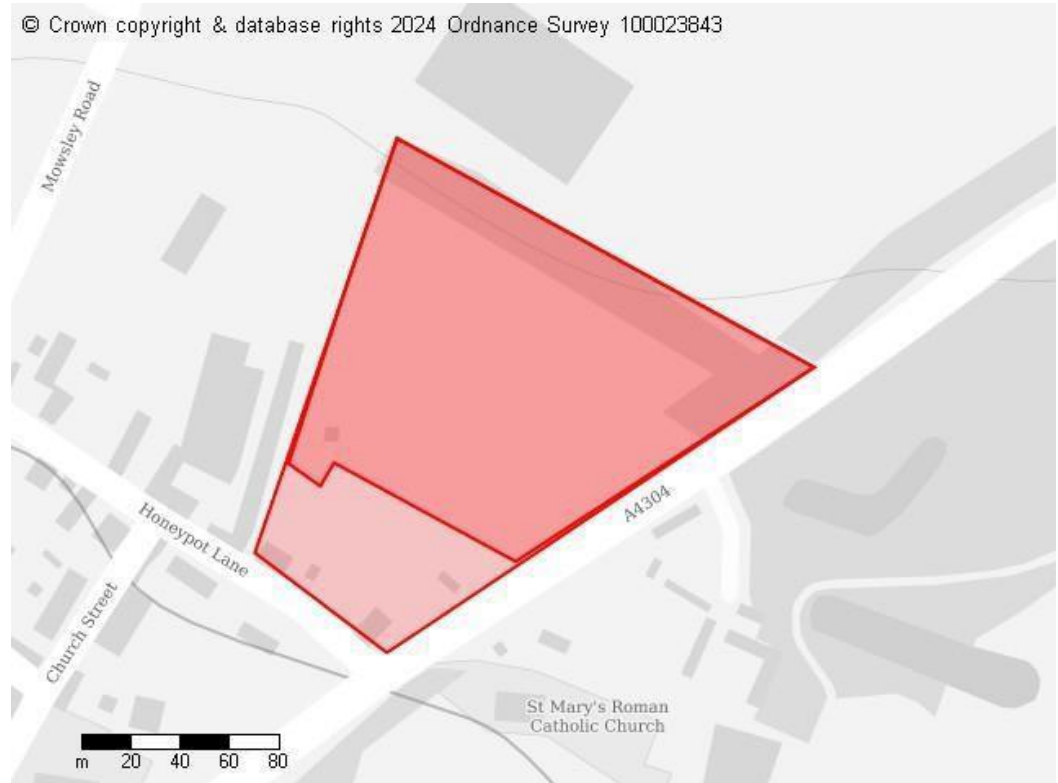 © Crown copyright & database rights 2024 Ordnance Survey 100023843
Mowsley Road
Honeypot Lane
A4304
Church Street
St Mary's Roman
Catholic Church
m 20 40 60 80